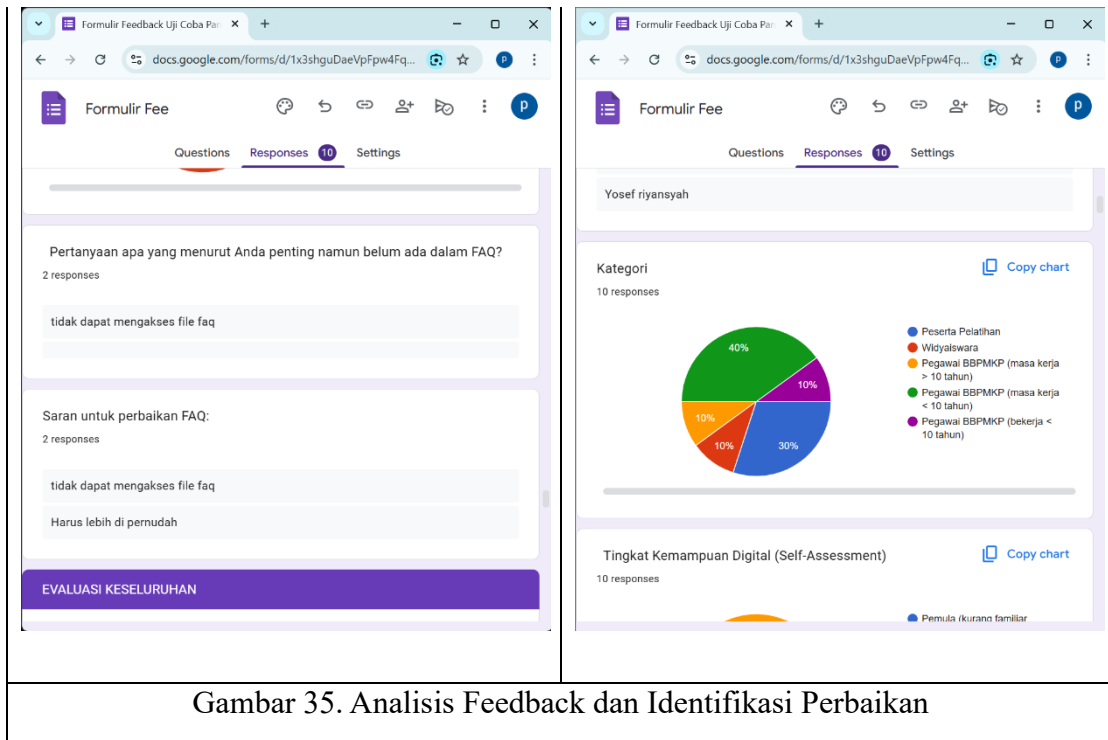 Formulir Feedback Uji Coba Pan
docs.google.com/forms/d/1x3shguDaeVpFpw4Fq...
P
Formulir Fee
p
Questions Responses 10 Settings
Pertanyaan apa yang menurut Anda penting namun belum ada dalam FAQ?
2 responses
tidak dapat mengakses file faq
Saran untuk perbaikan FAQ:
2 responses
tidak dapat mengakses file faq
Harus lebih di pernudah
EVALUASI KESELURUHAN
Formulir Feedback Uji Coba Pan
docs.google.com/forms/d/1x3shguDaeVpFpw4Fq...
P
Formulir Fee
p
Questions Responses 10 Settings
Yosef riyansyah
Kategori
Copy chart
10 responses
40%
10%
10%
10%
30%
Peserta Pelatihan
Widyaiswara
Pegawai BBPMKP (masa kerja
> 10 tahun)
Pegawai BBPMKP (masa kerja
< 10 tahun)
Pegawai BBPMKP (bekerja <
10 tahun)
Tingkat Kemampuan Digital (Self-Assessment)
Copy chart
10 responses
Pemula (kurang familiar
Gambar 35. Analisis Feedback dan Identifikasi Perbaikan